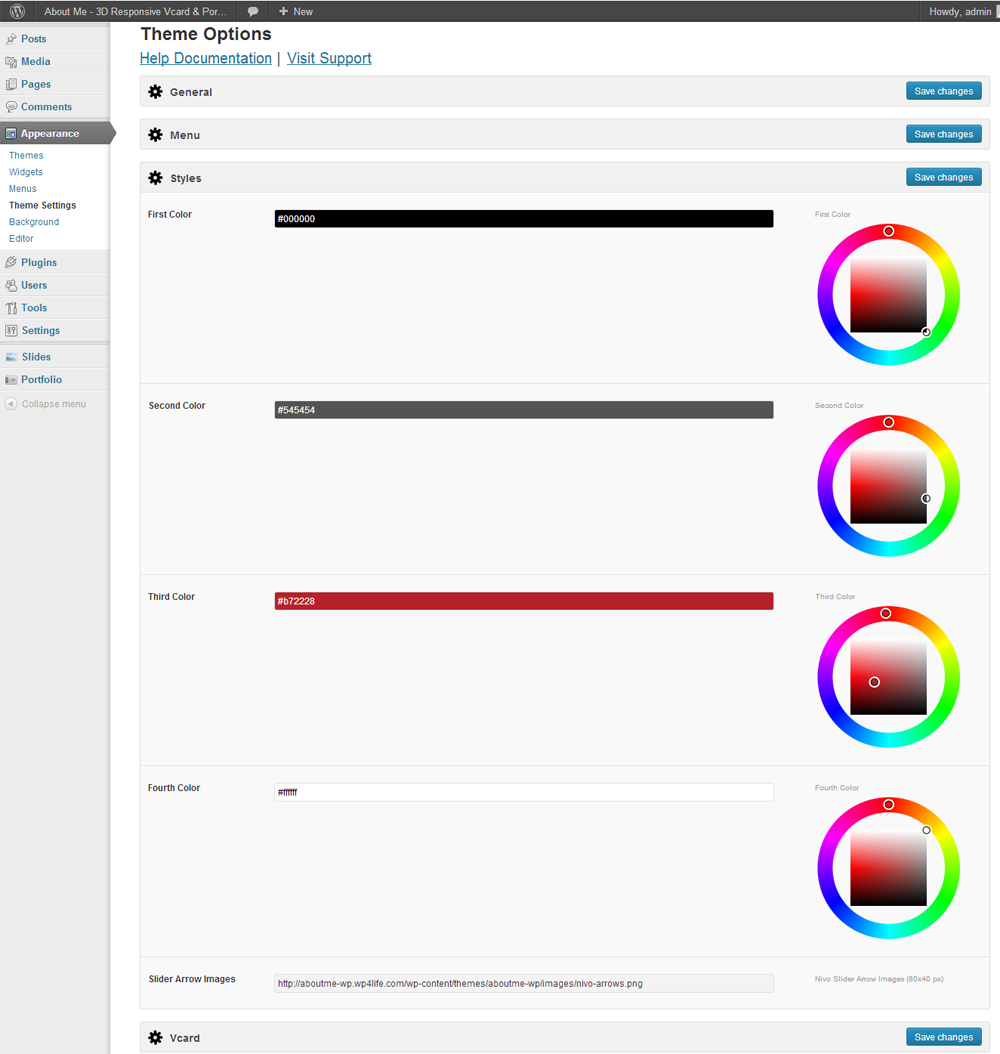 About Me - 3D Responsive Vcard & Por... New Howdy, admin
Posts
Media
Pages
Comments
Appearance
Themes
Widgets
Menus
Theme Settings
Background
Editor
Plugins
Users
Tools
Settings
Slides
Portfolio
Collapse menu
Theme Options
Help Documentation | Visit Support
General Save changes
Menu Save changes
Styles Save changes
First Color #000000 First Color
Second Color #545454 Second Color
Third Color #b72228 Third Color
Fourth Color #ffffff Fourth Color
Slider Arrow Images http://aboutme-wp.wp4life.com/wp-content/themes/aboutme-wp/images/nivo-arrows.png Nivo Slider Arrow Images (80x40 px)
Vcard Save changes